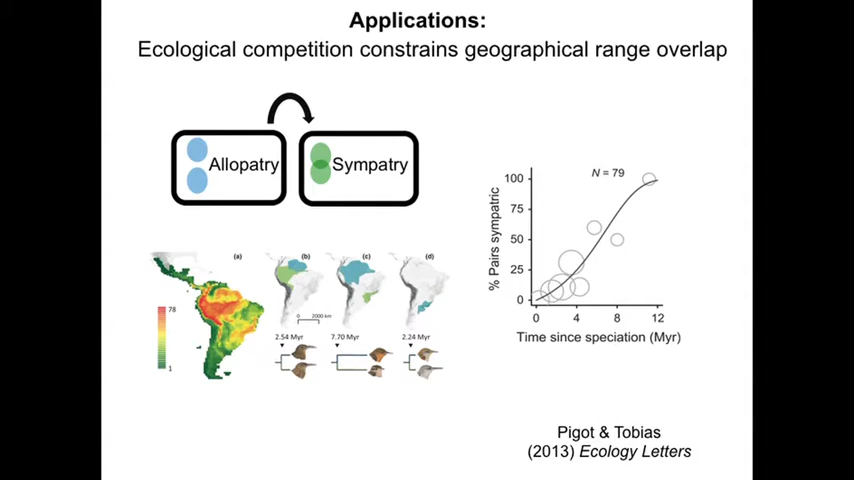 Applications:
Ecological competition constrains geographical range overlap
Allopatry
Sympatry
(a)
(b)
(c)
(d)
78
1
0 2000 km
2.54 Myr
7.70 Myr
2.24 Myr
N = 79
% Pairs sympatric
100
75
50
25
0
0 4 8 12
Time since speciation (Myr)
Pigot & Tobias
(2013) Ecology Letters